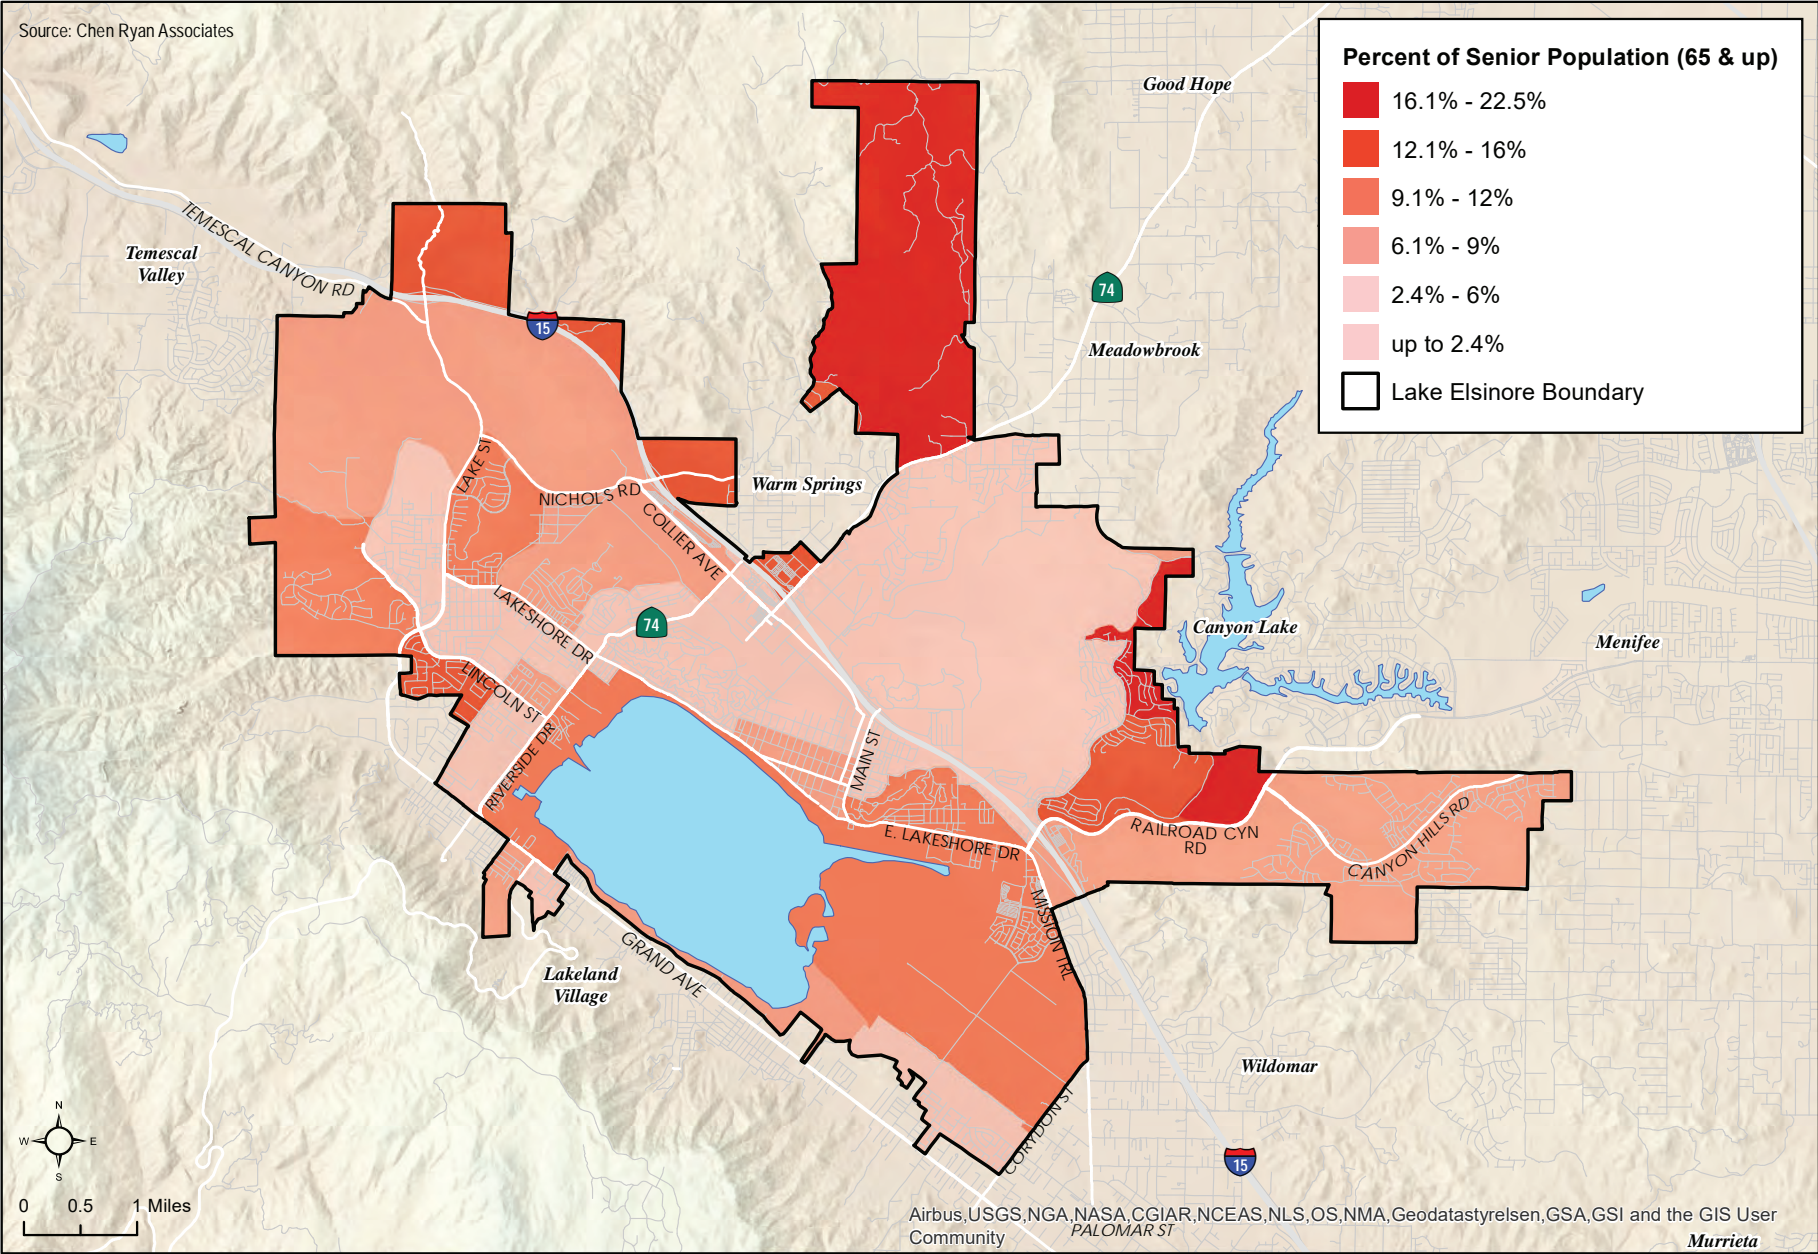 Source: Chen Ryan Associates
Percent of Senior Population (65 & up)
16.1% - 22.5%
12.1% - 16%
9.1% - 12%
6.1% - 9%
2.4% - 6%
up to 2.4%
Lake Elsinore Boundary
Good Hope
TEMESCAL CANYON RD
Temescal
Valley
15
74
Meadowbrook
LAKE ST
NICHOLS RD
Warm Springs
COLLIER AVE
LAKESHORE DR
74
Canyon Lake
Menifee
LINCOLN ST
RIVERSIDE DR
MAIN ST
E. LAKESHORE DR
RAILROAD CYN
RD
CANYON HILLS RD
MISSION TRL
GRAND AVE
Lakeland
Village
Wildomar
CORYDON ST
15
N
W
E
S
0 0.5 1 Miles
Airbus,USGS,NGA,NASA,CGIAR,NCEAS,NLS,OS,NMA,Geodatastyrelsen,GSA,GSI and the GIS User
Community
PALOMAR ST
Murrieta